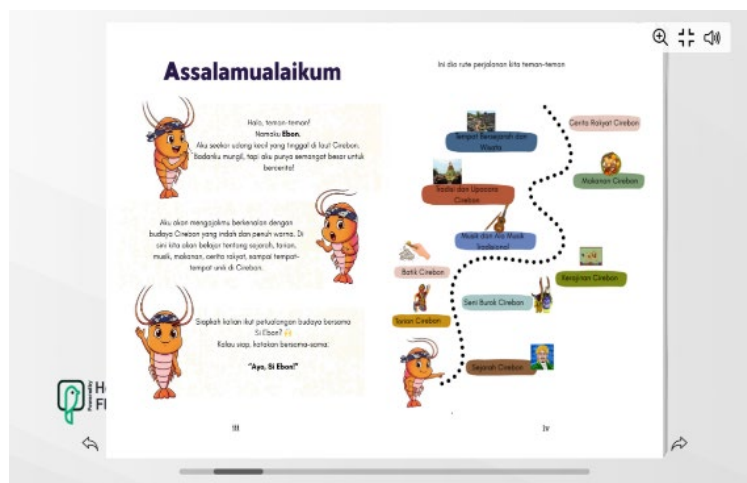 Assalamualaikum
Halo, teman-teman!
Namaku Ebon.
Aku seekor udang kecil yang tinggal di laut Cirebon.
Badanku mungil, tapi aku punya semangat besar untuk
bercerita!
Aku akan mengajakmu berkenalan dengan
budaya Cirebon yang indah dan penuh warna. Di
sini kita akan belajar tentang sejarah, tarian,
musik, makanan, cerita rakyat, sampai tempat-
tempat unik di Cirebon.
Siapkah kalian ikut petualangan budaya bersama
Si Ebon?
Kalau siap, katakan bersama-sama:
"Ayo, Si Ebon!"
iii
Ini dia rute perjalanan kita teman-teman
Cerita Rakyat Cirebon
Tempat Bersejarah dan
Wisata
Makanan Cirebon
Tradisi dan Upacara
Cirebon
Musik dan Alat Musik
Tradisional
Batik Cirebon
Kerajinan Cirebon
Seni Burok Cirebon
Tarian Cirebon
Sejarah Cirebon
iv
Powered by
H
Fl